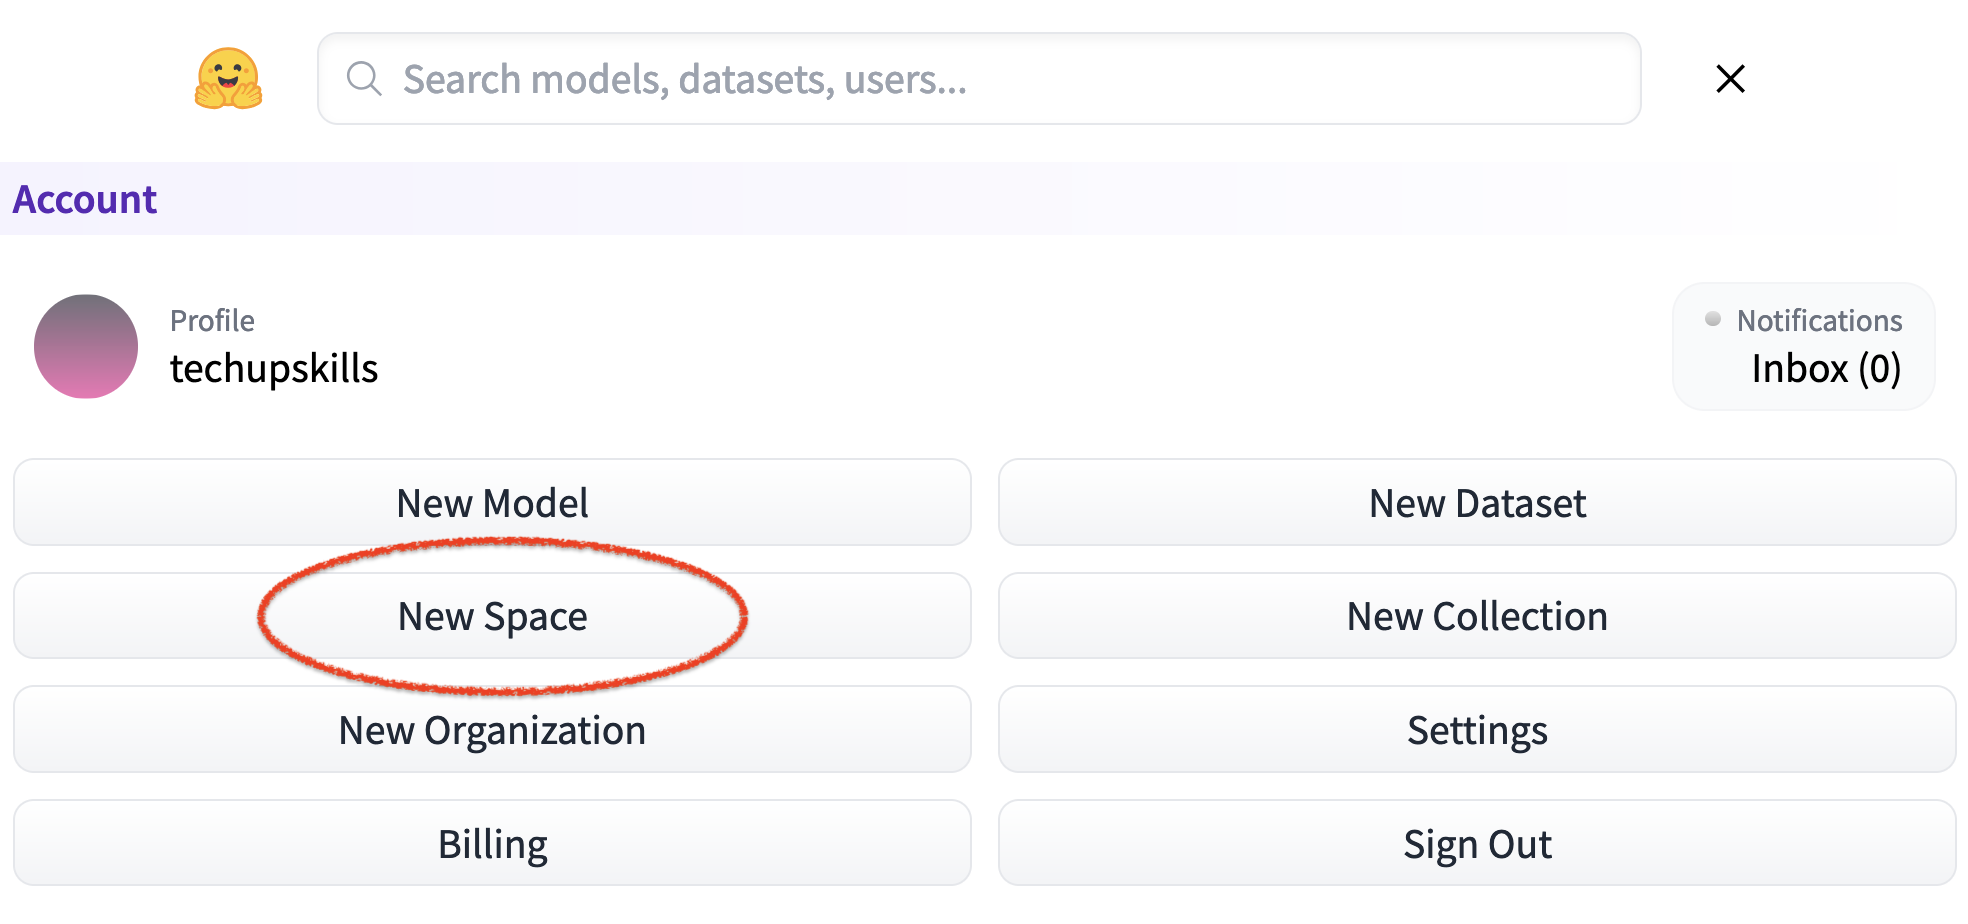 Search models, datasets, users...
Account
Profile
techupskills
Notifications
Inbox (0)
New Model
New Dataset
New Space
New Collection
New Organization
Settings
Billing
Sign Out